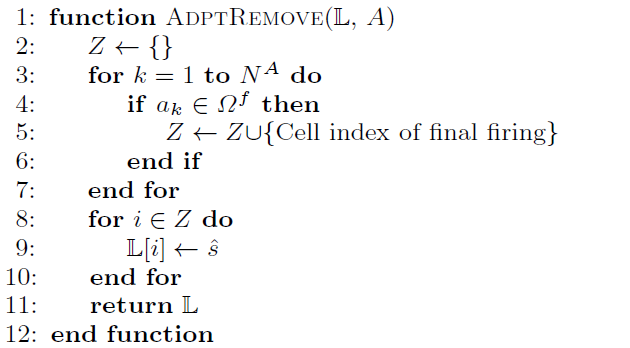 1: function ADPTREMOVE(𝕃, A)
2: Z ← {}
3: for k = 1 to N^A do
4: if a_k ∈ Ω^f then
5: Z ← Z∪{Cell index of final firing}
6: end if
7: end for
8: for i ∈ Z do
9: 𝕃[i] ← ŝ
10: end for
11: return 𝕃
12: end function